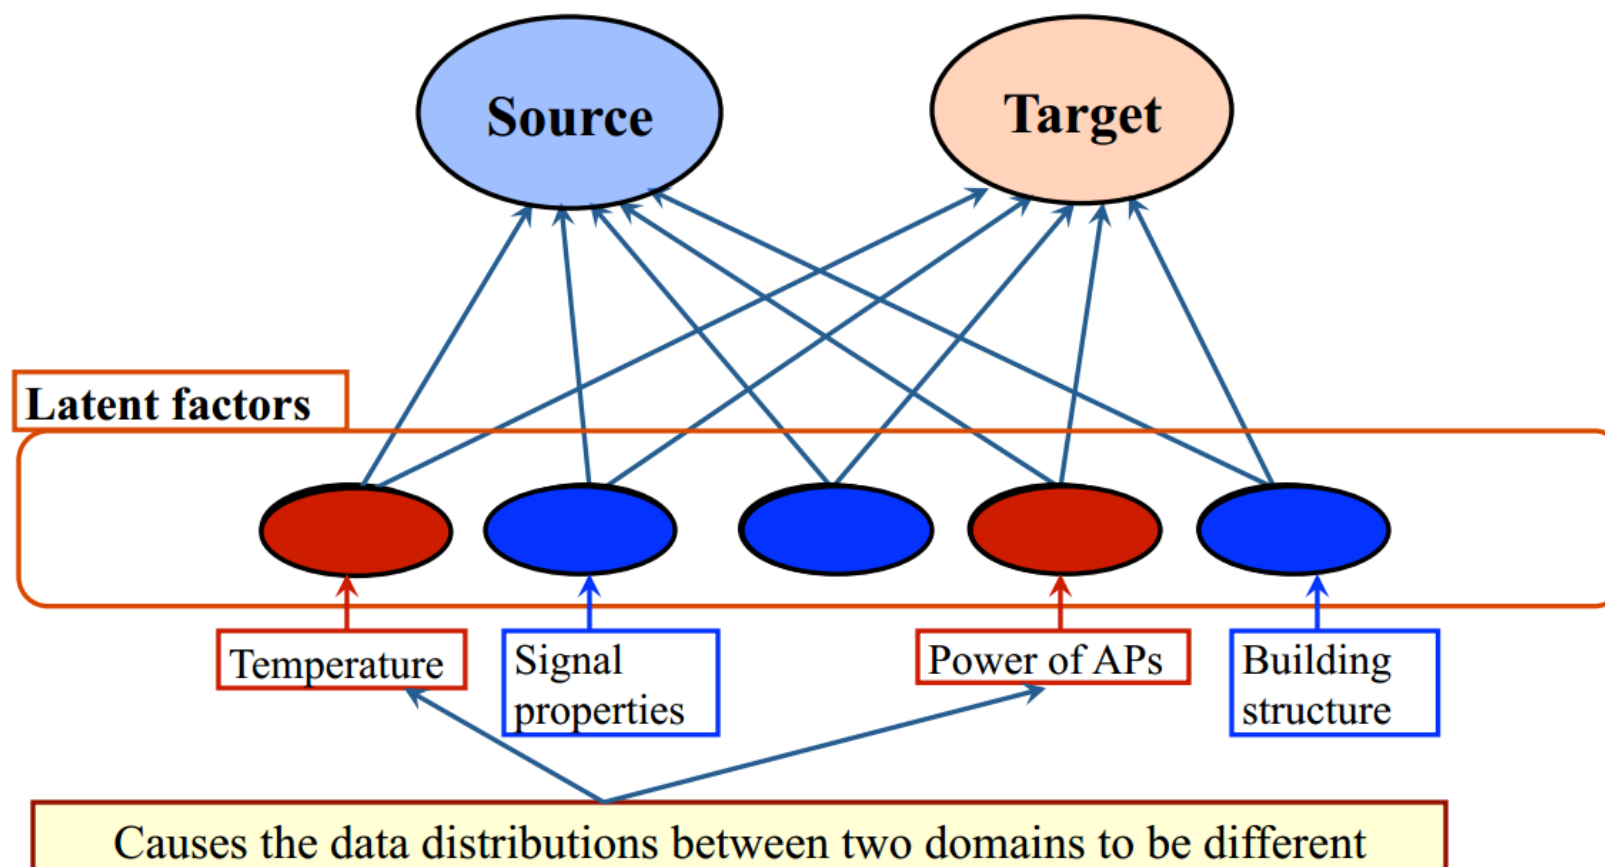 Source
Target
Latent factors
Temperature
Signal
properties
Power of APs
Building
structure
Causes the data distributions between two domains to be different